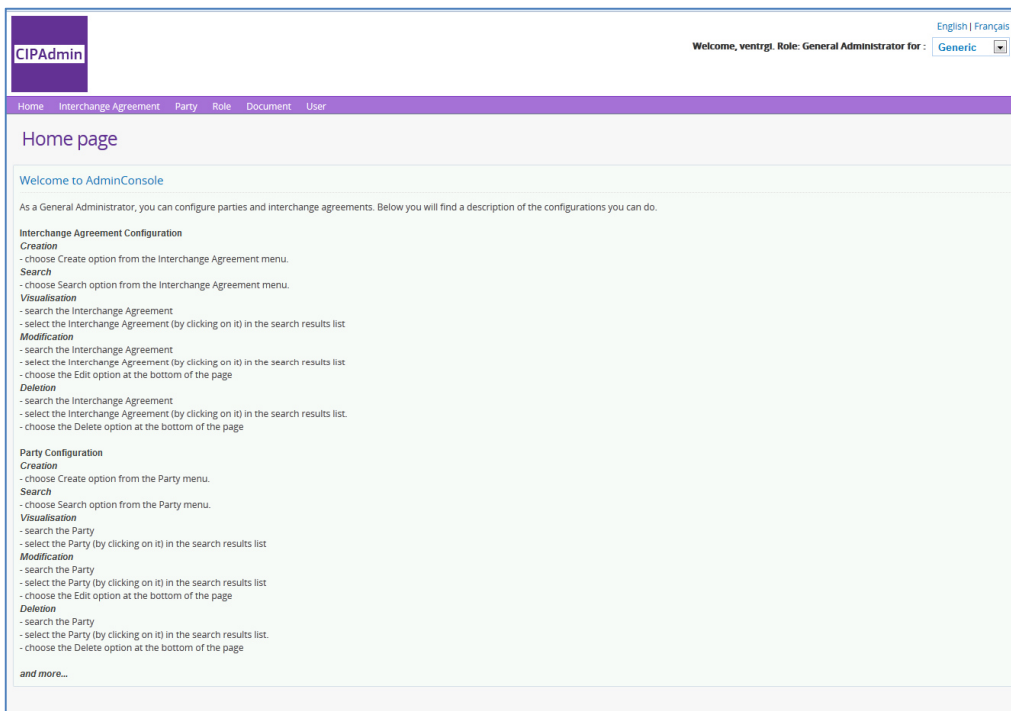 English | Français
CIPAdmin
Welcome, ventrgi. Role: General Administrator for : Generic
Home Interchange Agreement Party Role Document User
Home page
Welcome to AdminConsole
As a General Administrator, you can configure parties and interchange agreements. Below you will find a description of the configurations you can do.
Interchange Agreement Configuration
Creation
- choose Create option from the Interchange Agreement menu.
Search
- choose Search option from the Interchange Agreement menu.
Visualisation
- search the Interchange Agreement
- select the Interchange Agreement (by clicking on it) in the search results list
Modification
- search the Interchange Agreement
- select the Interchange Agreement (by clicking on it) in the search results list
- choose the Edit option at the bottom of the page
Deletion
- search the Interchange Agreement
- select the Interchange Agreement (by clicking on it) in the search results list.
- choose the Delete option at the bottom of the page
Party Configuration
Creation
- choose Create option from the Party menu.
Search
- choose Search option from the Party menu.
Visualisation
- search the Party
- select the Party (by clicking on it) in the search results list
Modification
- search the Party
- select the Party (by clicking on it) in the search results list
- choose the Edit option at the bottom of the page
Deletion
- search the Party
- select the Party (by clicking on it) in the search results list.
- choose the Delete option at the bottom of the page
and more...